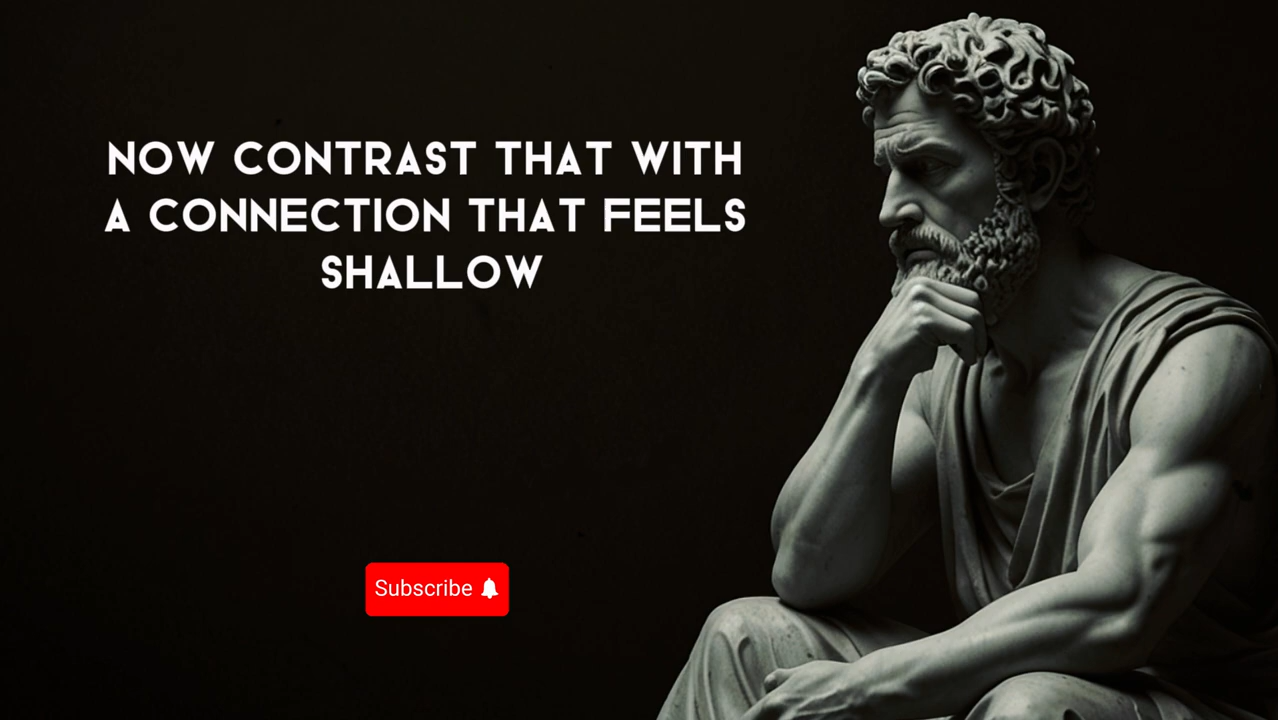 NOW CONTRAST THAT WITH
A CONNECTION THAT FEELS
SHALLOW
Subscribe